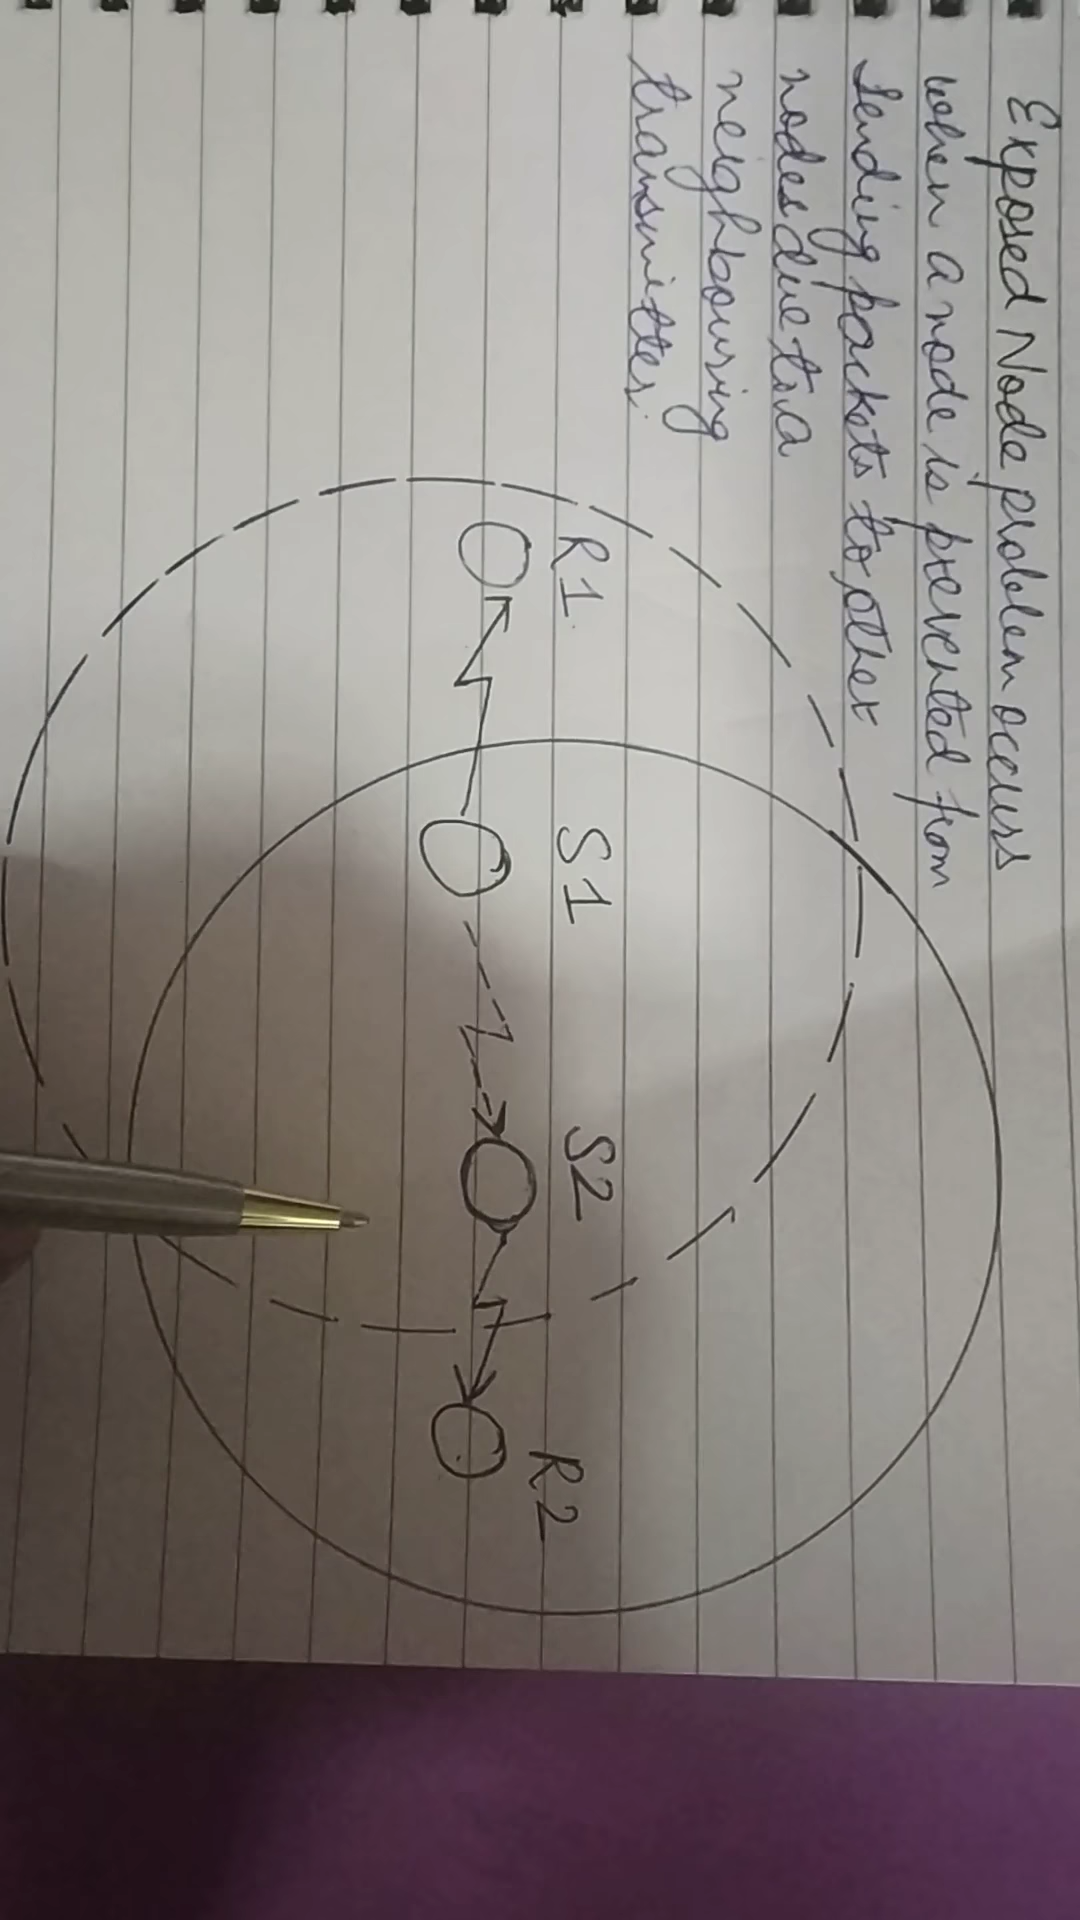 Exposed Node problem occurs
when a node is prevented from
sending packets to other
nodes due to a
neighbouring
transmitter.
R1
S1
S2
R2